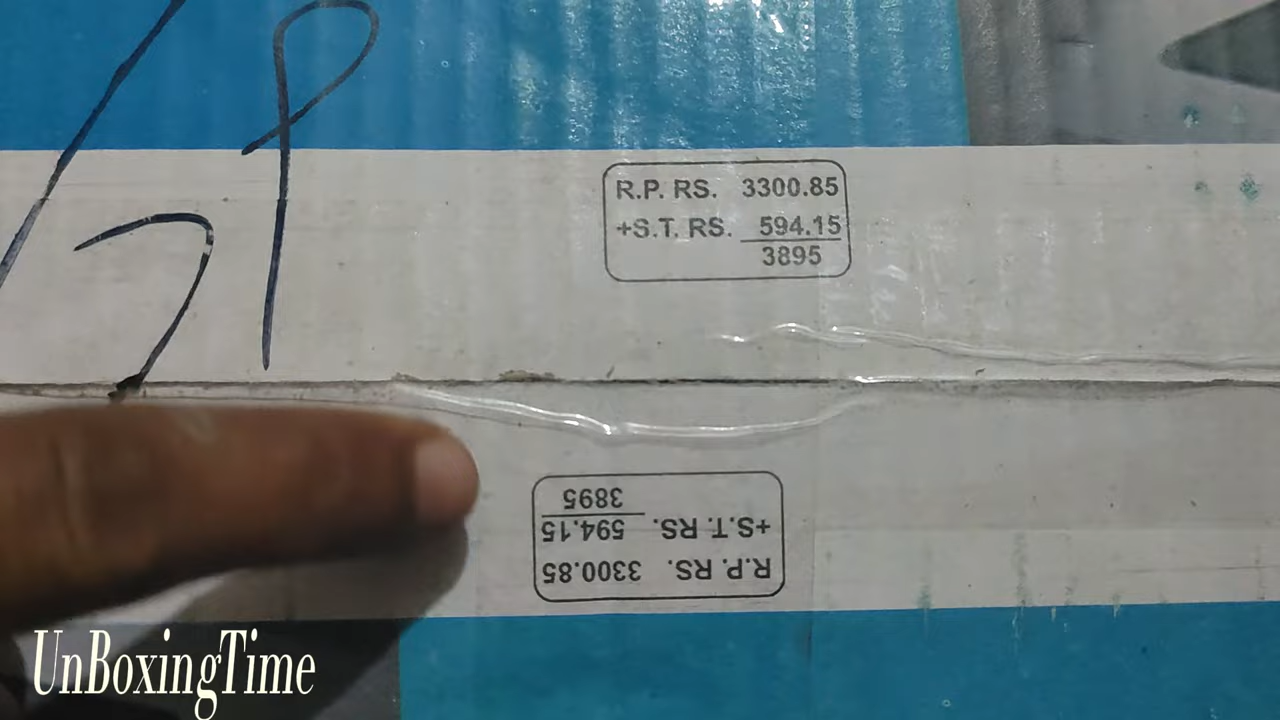 R.P. RS. 3300.85
+S.T. RS. 594.15
3895
R.P. RS. 3300.85
+S.T. RS. 594.15
3895
UnBoxingTime